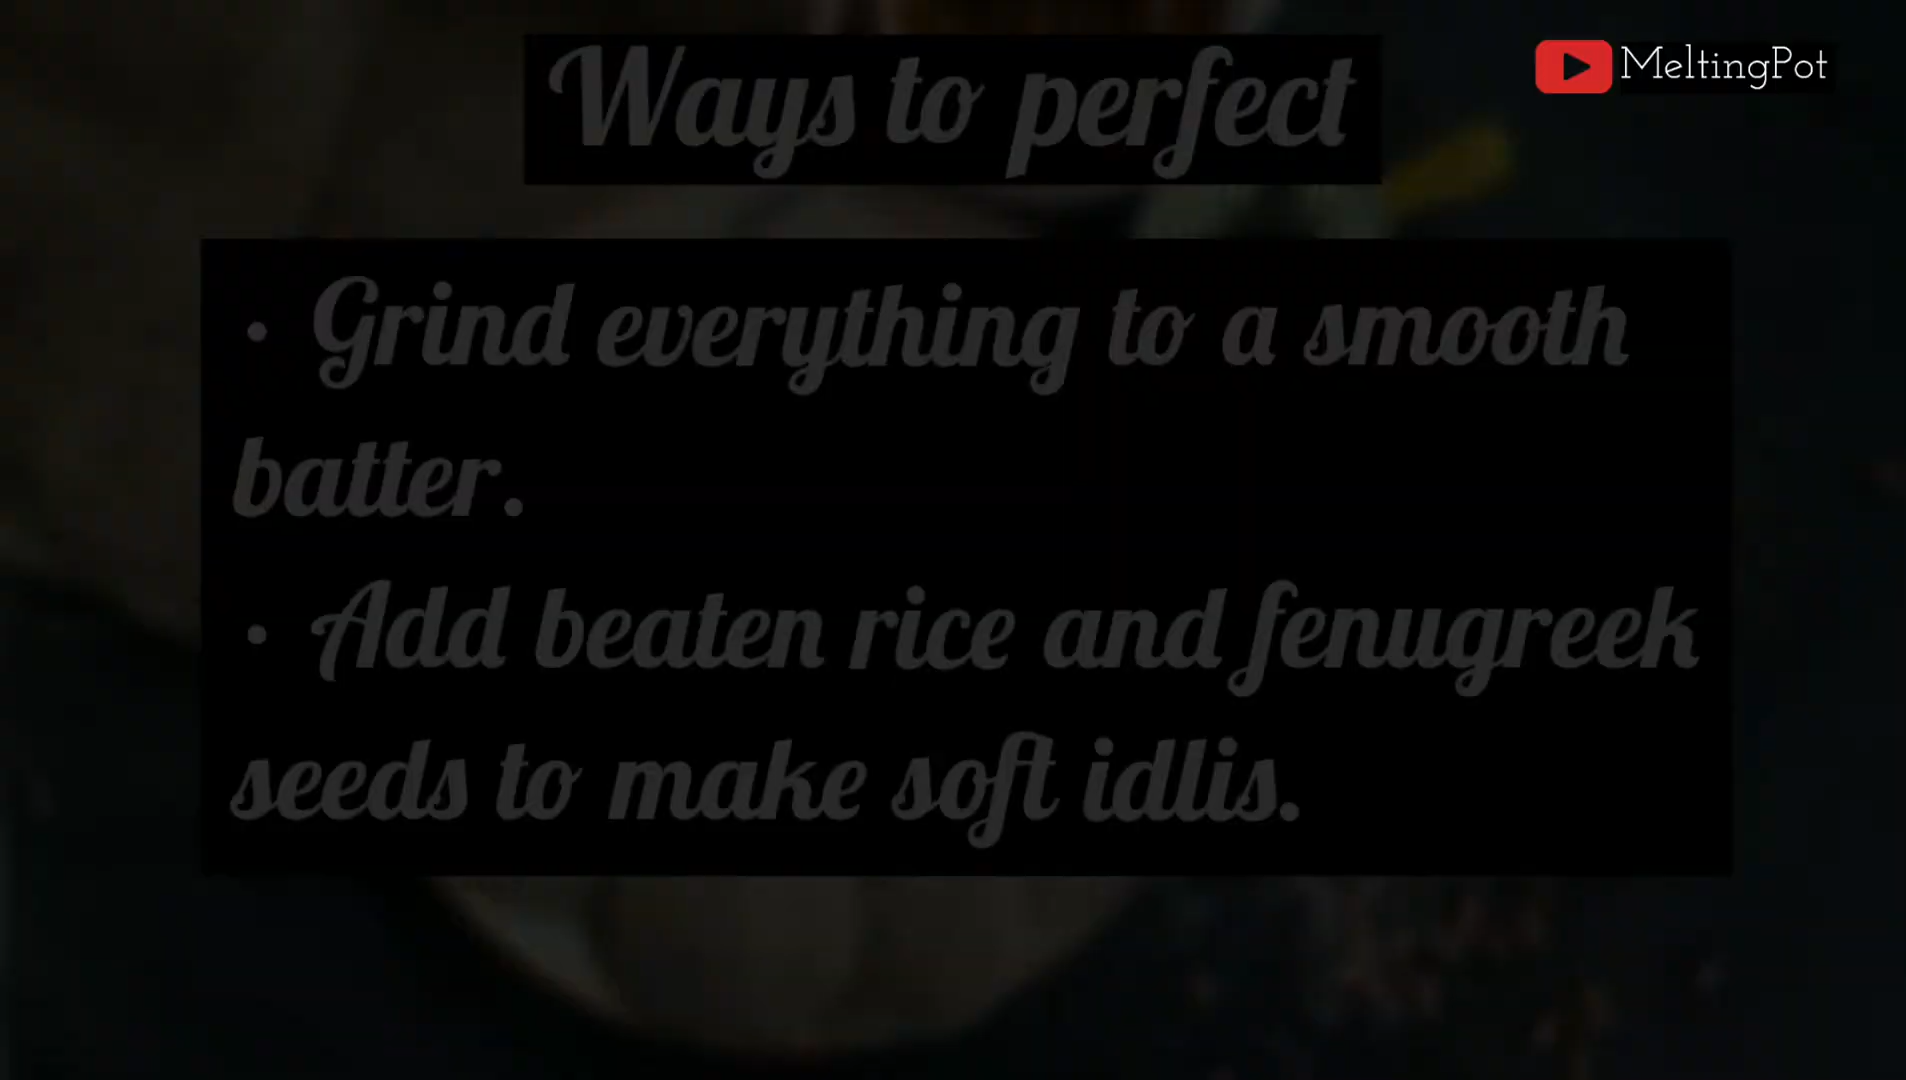 Ways to perfect
MeltingPot
• Grind everything to a smooth
batter.
• Add beaten rice and fenugreek
seeds to make soft idlis.